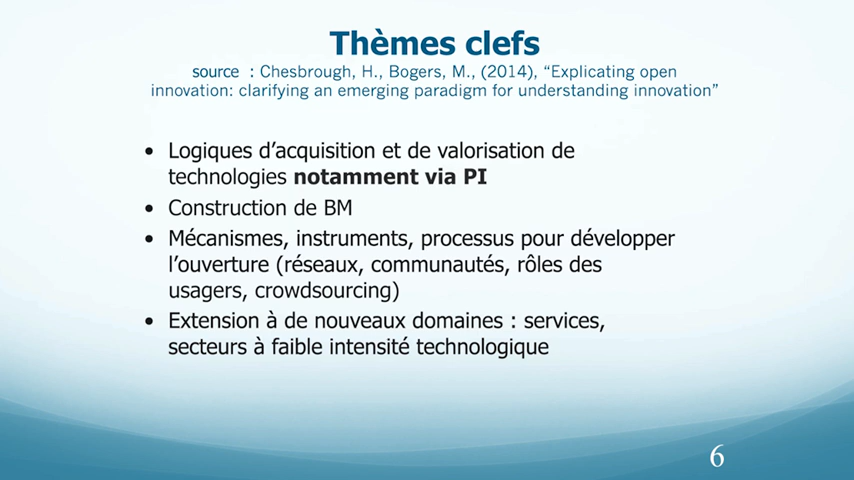 Thèmes clefs
source : Chesbrough, H., Bogers, M., (2014), “Explicating open
innovation: clarifying an emerging paradigm for understanding innovation”
• Logiques d’acquisition et de valorisation de
technologies notamment via PI
• Construction de BM
• Mécanismes, instruments, processus pour développer
l’ouverture (réseaux, communautés, rôles des
usagers, crowdsourcing)
• Extension à de nouveaux domaines : services,
secteurs à faible intensité technologique
6